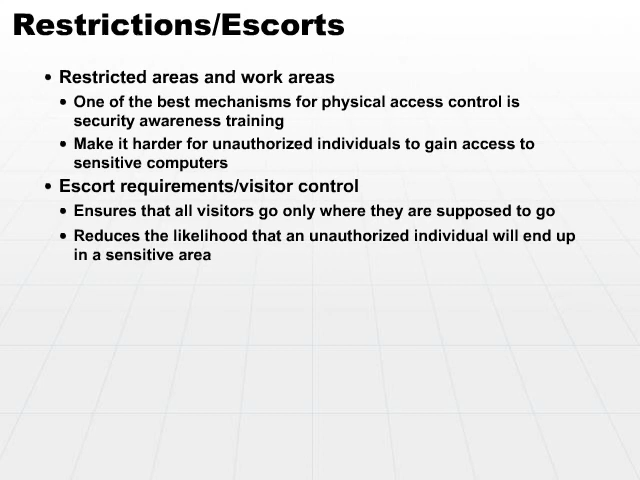 Restrictions/Escorts
• Restricted areas and work areas
• One of the best mechanisms for physical access control is
security awareness training
• Make it harder for unauthorized individuals to gain access to
sensitive computers
• Escort requirements/visitor control
• Ensures that all visitors go only where they are supposed to go
• Reduces the likelihood that an unauthorized individual will end up
in a sensitive area